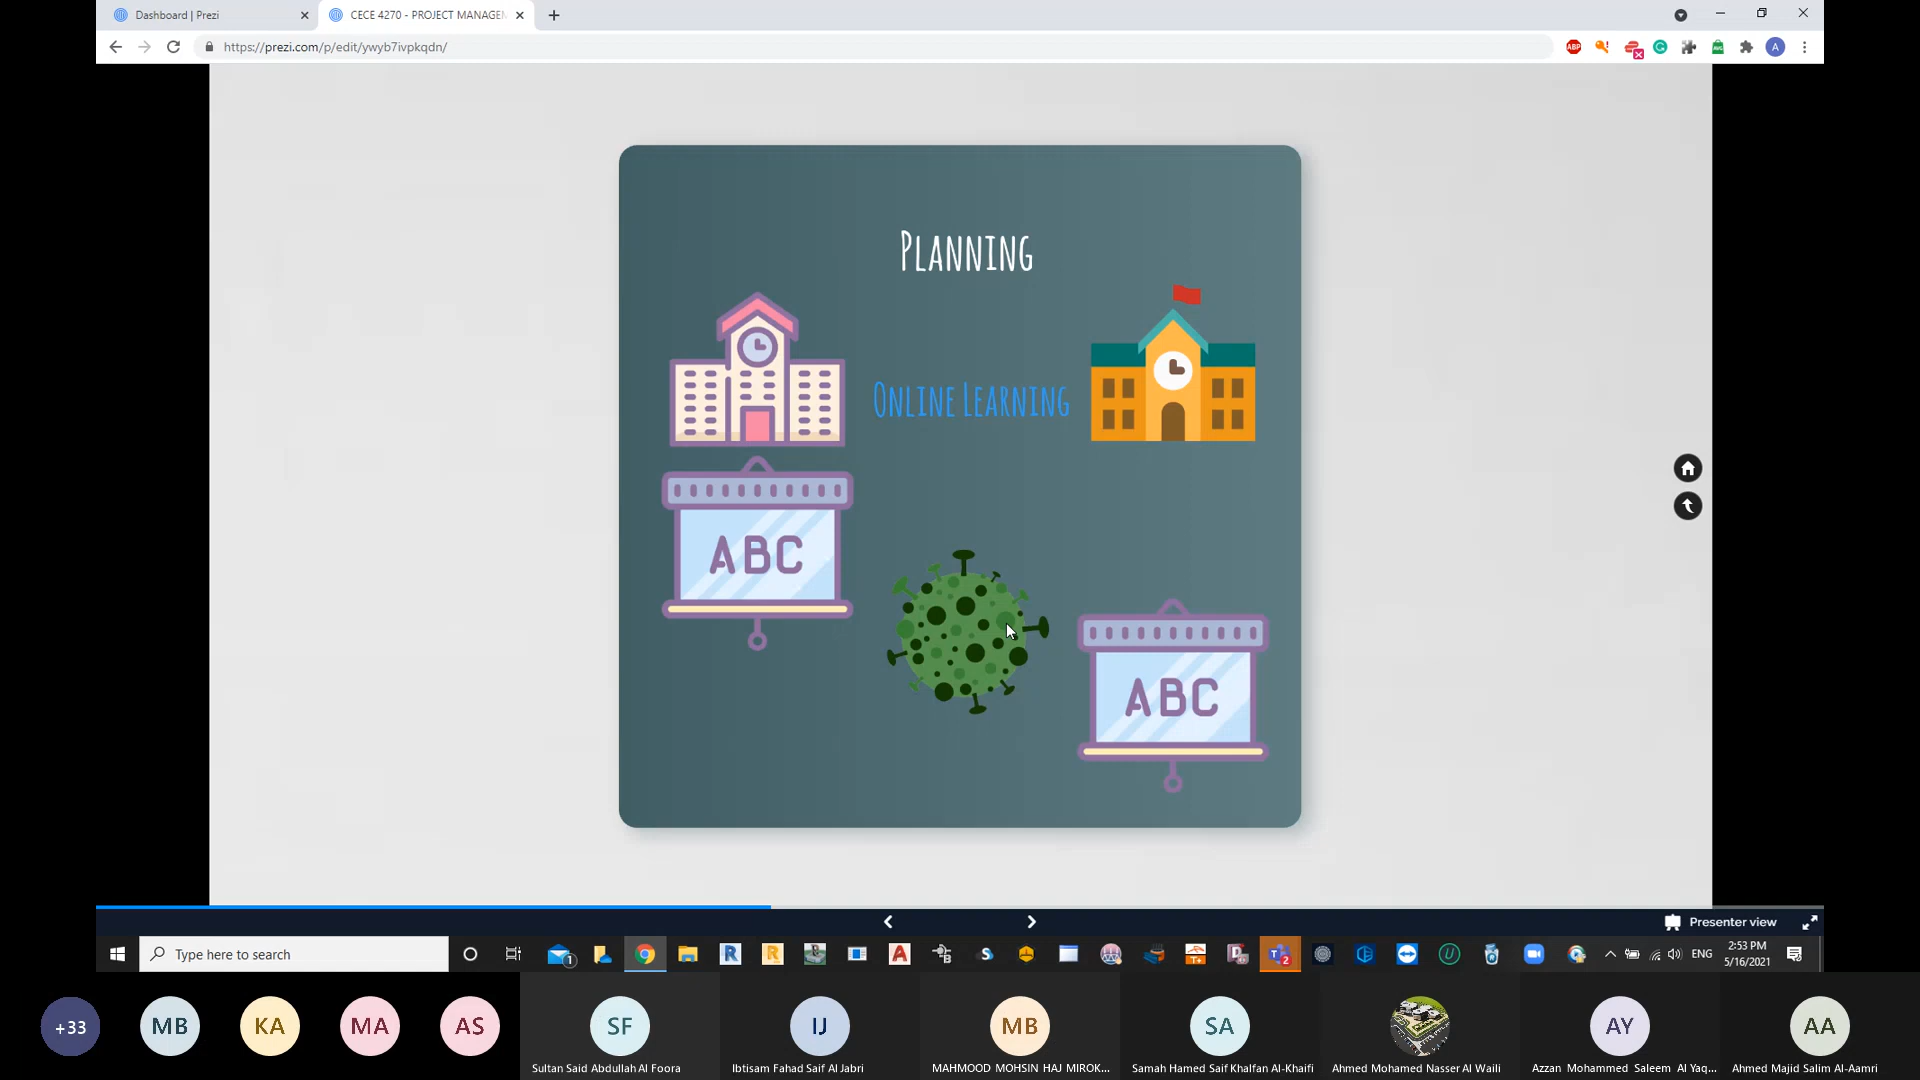 Dashboard | Prezi
CECE 4270 - PROJECT MANAGEM
https://prezi.com/p/edit/ywyb7ivpkqdn/
ABP
A
PLANNING
ONLINE LEARNING
ABC
ABC
Presenter view
Type here to search
1
2
ENG
2:53 PM
5/16/2021
+33
MB
KA
MA
AS
SF
IJ
MB
SA
AY
AA
Sultan Said Abdullah Al Foora
Ibtisam Fahad Saif Al Jabri
MAHMOOD MOHSIN HAJ MIROK...
Samah Hamed Saif Khalfan Al-Khaifi
Ahmed Mohamed Nasser Al Waili
Azzan Mohammed Saleem Al Yaq...
Ahmed Majid Salim Al-Aamri